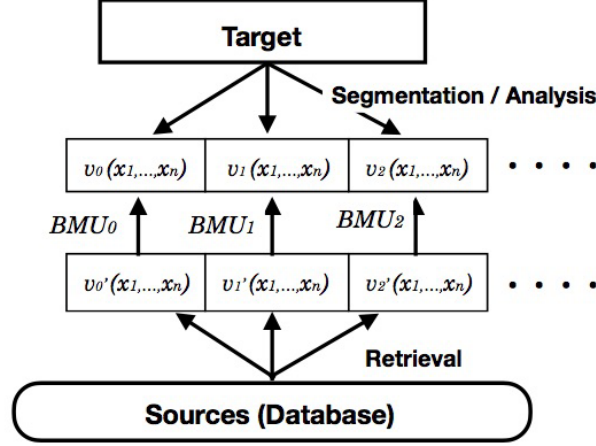 Target
Segmentation / Analysis
v0 (x1,...,xn) v1 (x1,...,xn) v2 (x1,...,xn) . . . .
BMU0 BMU1 BMU2
v0' (x1,...,xn) v1' (x1,...,xn) v2' (x1,...,xn) . . . .
Retrieval
Sources (Database)